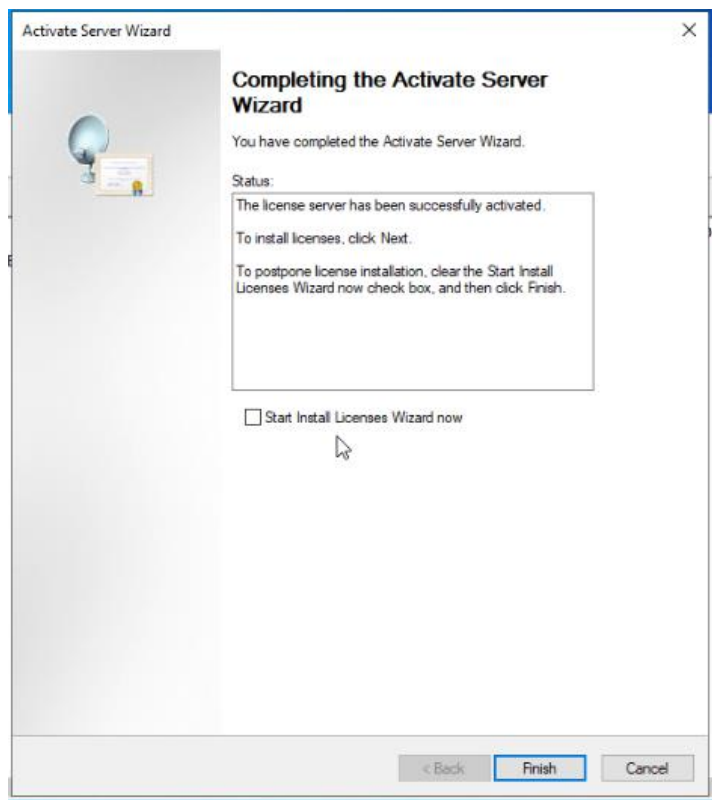 Activate Server Wizard
Completing the Activate Server
Wizard
You have completed the Activate Server Wizard.
Status:
The license server has been successfully activated.
To install licenses, click Next.
To postpone license installation, clear the Start Install
Licenses Wizard now check box, and then click Finish.
Start Install Licenses Wizard now
< Back
Finish
Cancel